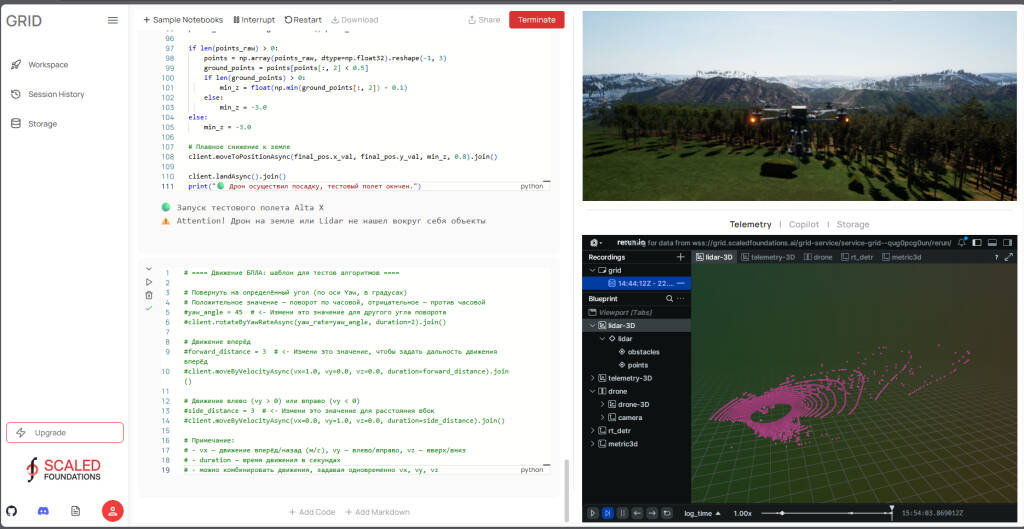 GRID
Workspace
Session History
Storage
Upgrade
SCALED
FOUNDATIONS
+ Sample Notebooks
Interrupt
Restart
Download
Share
Terminate
96
97 if len(points_raw) > 0:
98 points = np.array(points_raw, dtype=np.float32).reshape(-1, 3)
99 ground_points = points[points[:, 2] < 0.5]
100 if len(ground_points) > 0:
101 min_z = float(np.min(ground_points[:, 2]) - 0.1)
102 else:
103 min_z = -3.0
104 else:
105 min_z = -3.0
106
107 # Плавное снижение к земле
108 client.moveToPositionAsync(final_pos.x_val, final_pos.y_val, min_z, 0.8).join()
109
110 client.landAsync().join()
111 print("🟢 Дрон осуществил посадку, тестовый полет окнчен.")
python
🟢 Запуск тестового полета Alta X
⚠️ Attention! Дрон на земле или Lidar не нашел вокруг себя объекты
1 # ==== Движение БПЛА: шаблон для тестов алгоритмов ====
2
3 # Повернуть на определённый угол (по оси Yaw, в градусах)
4 # Положительное значение — поворот по часовой, отрицательное — против часовой
5 #yaw_angle = 45 # <- Измени это значение для другого угла поворота
6 #client.rotateByYawRateAsync(yaw_rate=yaw_angle, duration=2).join()
7
8 # Движение вперёд
9 #forward_distance = 3 # <- Измени это значение, чтобы задать дальность движения
вперёд
10 #client.moveByVelocityAsync(vx=1.0, vy=0.0, vz=0.0, duration=forward_distance).join
()
11
12 # Движение влево (vy > 0) или вправо (vy < 0)
13 #side_distance = 3 # <- Измени это значение для расстояния вбок
14 #client.moveByVelocityAsync(vx=0.0, vy=1.0, vz=0.0, duration=side_distance).join()
15
16 # Примечание:
17 # - vx — движение вперёд/назад (м/с), vy — влево/вправо, vz — вверх/вниз
18 # - duration — время движения в секундах
19 # - можно комбинировать движения, задавая одновременно vx, vy, vz
python
+ Add Code
+ Add Markdown
Telemetry | Copilot | Storage
rerun.io
for data from wss://grid.scaledfoundations.ai/grid-service/service-grid--qug0pcg0un/rerun/
Recordings
grid
14:44:12Z - 22...
Blueprint
Viewport (Tabs)
lidar-3D
lidar
obstacles
points
telemetry-3D
drone
drone-3D
camera
rt_detr
metric3d
lidar-3D
telemetry-3D
drone
rt_detr
metric3d
?
log_time
1.00x
15:54:03.869012Z